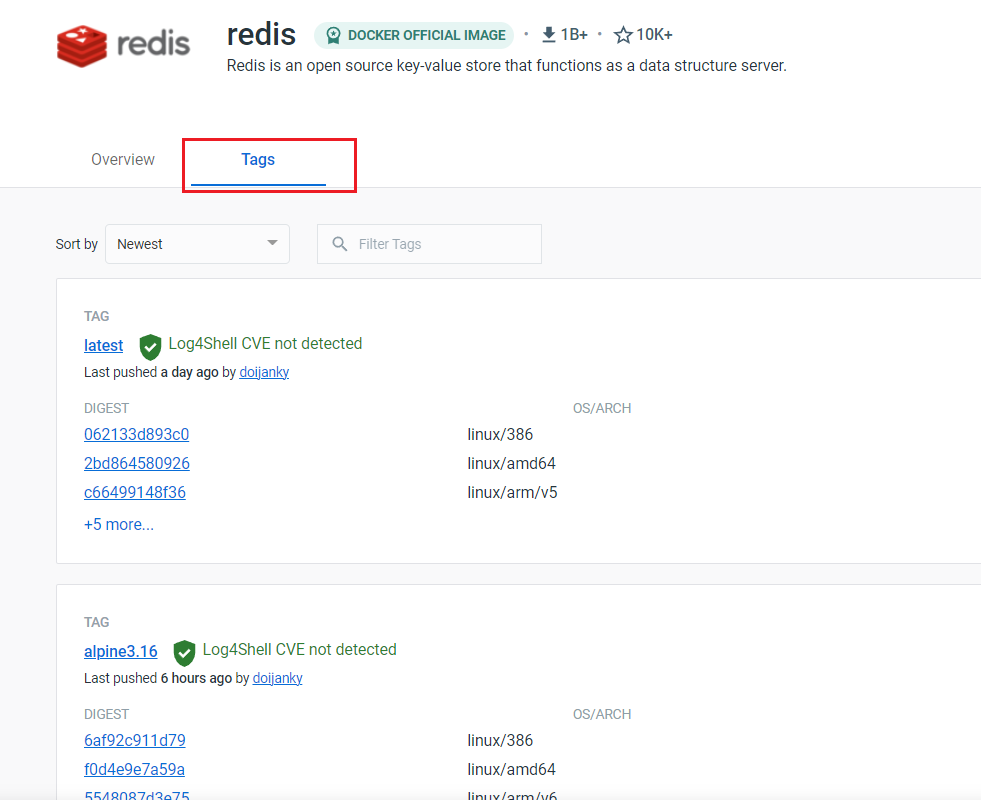 redis
redis DOCKER OFFICIAL IMAGE • 1B+ • 10K+
Redis is an open source key-value store that functions as a data structure server.
Overview Tags
Sort by Newest Filter Tags
TAG
latest Log4Shell CVE not detected
Last pushed a day ago by doijanky
DIGEST OS/ARCH
062133d893c0 linux/386
2bd864580926 linux/amd64
c66499148f36 linux/arm/v5
+5 more...
TAG
alpine3.16 Log4Shell CVE not detected
Last pushed 6 hours ago by doijanky
DIGEST OS/ARCH
6af92c911d79 linux/386
f0d4e9e7a59a linux/amd64
5548087d3e75 linux/arm/v6